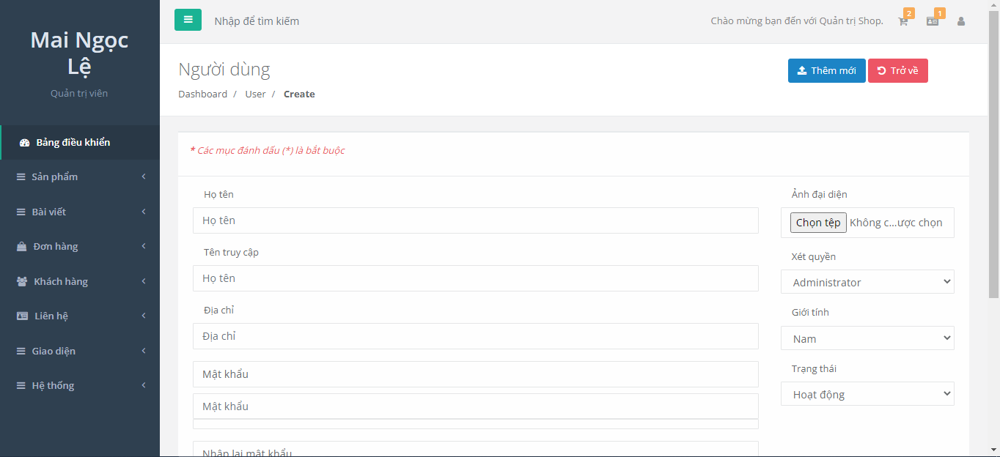 Mai Ngọc
Lệ
Quản trị viên
Bảng điều khiển
Sản phẩm
Bài viết
Đơn hàng
Khách hàng
Liên hệ
Giao diện
Hệ thống
Nhập để tìm kiếm
Chào mừng bạn đến với Quản trị Shop.
2
1
Người dùng
Dashboard / User / Create
Thêm mới
Trở về
* Các mục đánh dấu (*) là bắt buộc
Họ tên
Họ tên
Tên truy cập
Họ tên
Địa chỉ
Địa chỉ
Mật khẩu
Mật khẩu
Nhập lại mật khẩu
Ảnh đại diện
Chọn tệp Không c...ược chọn
Xét quyền
Administrator
Giới tính
Nam
Trạng thái
Hoạt động